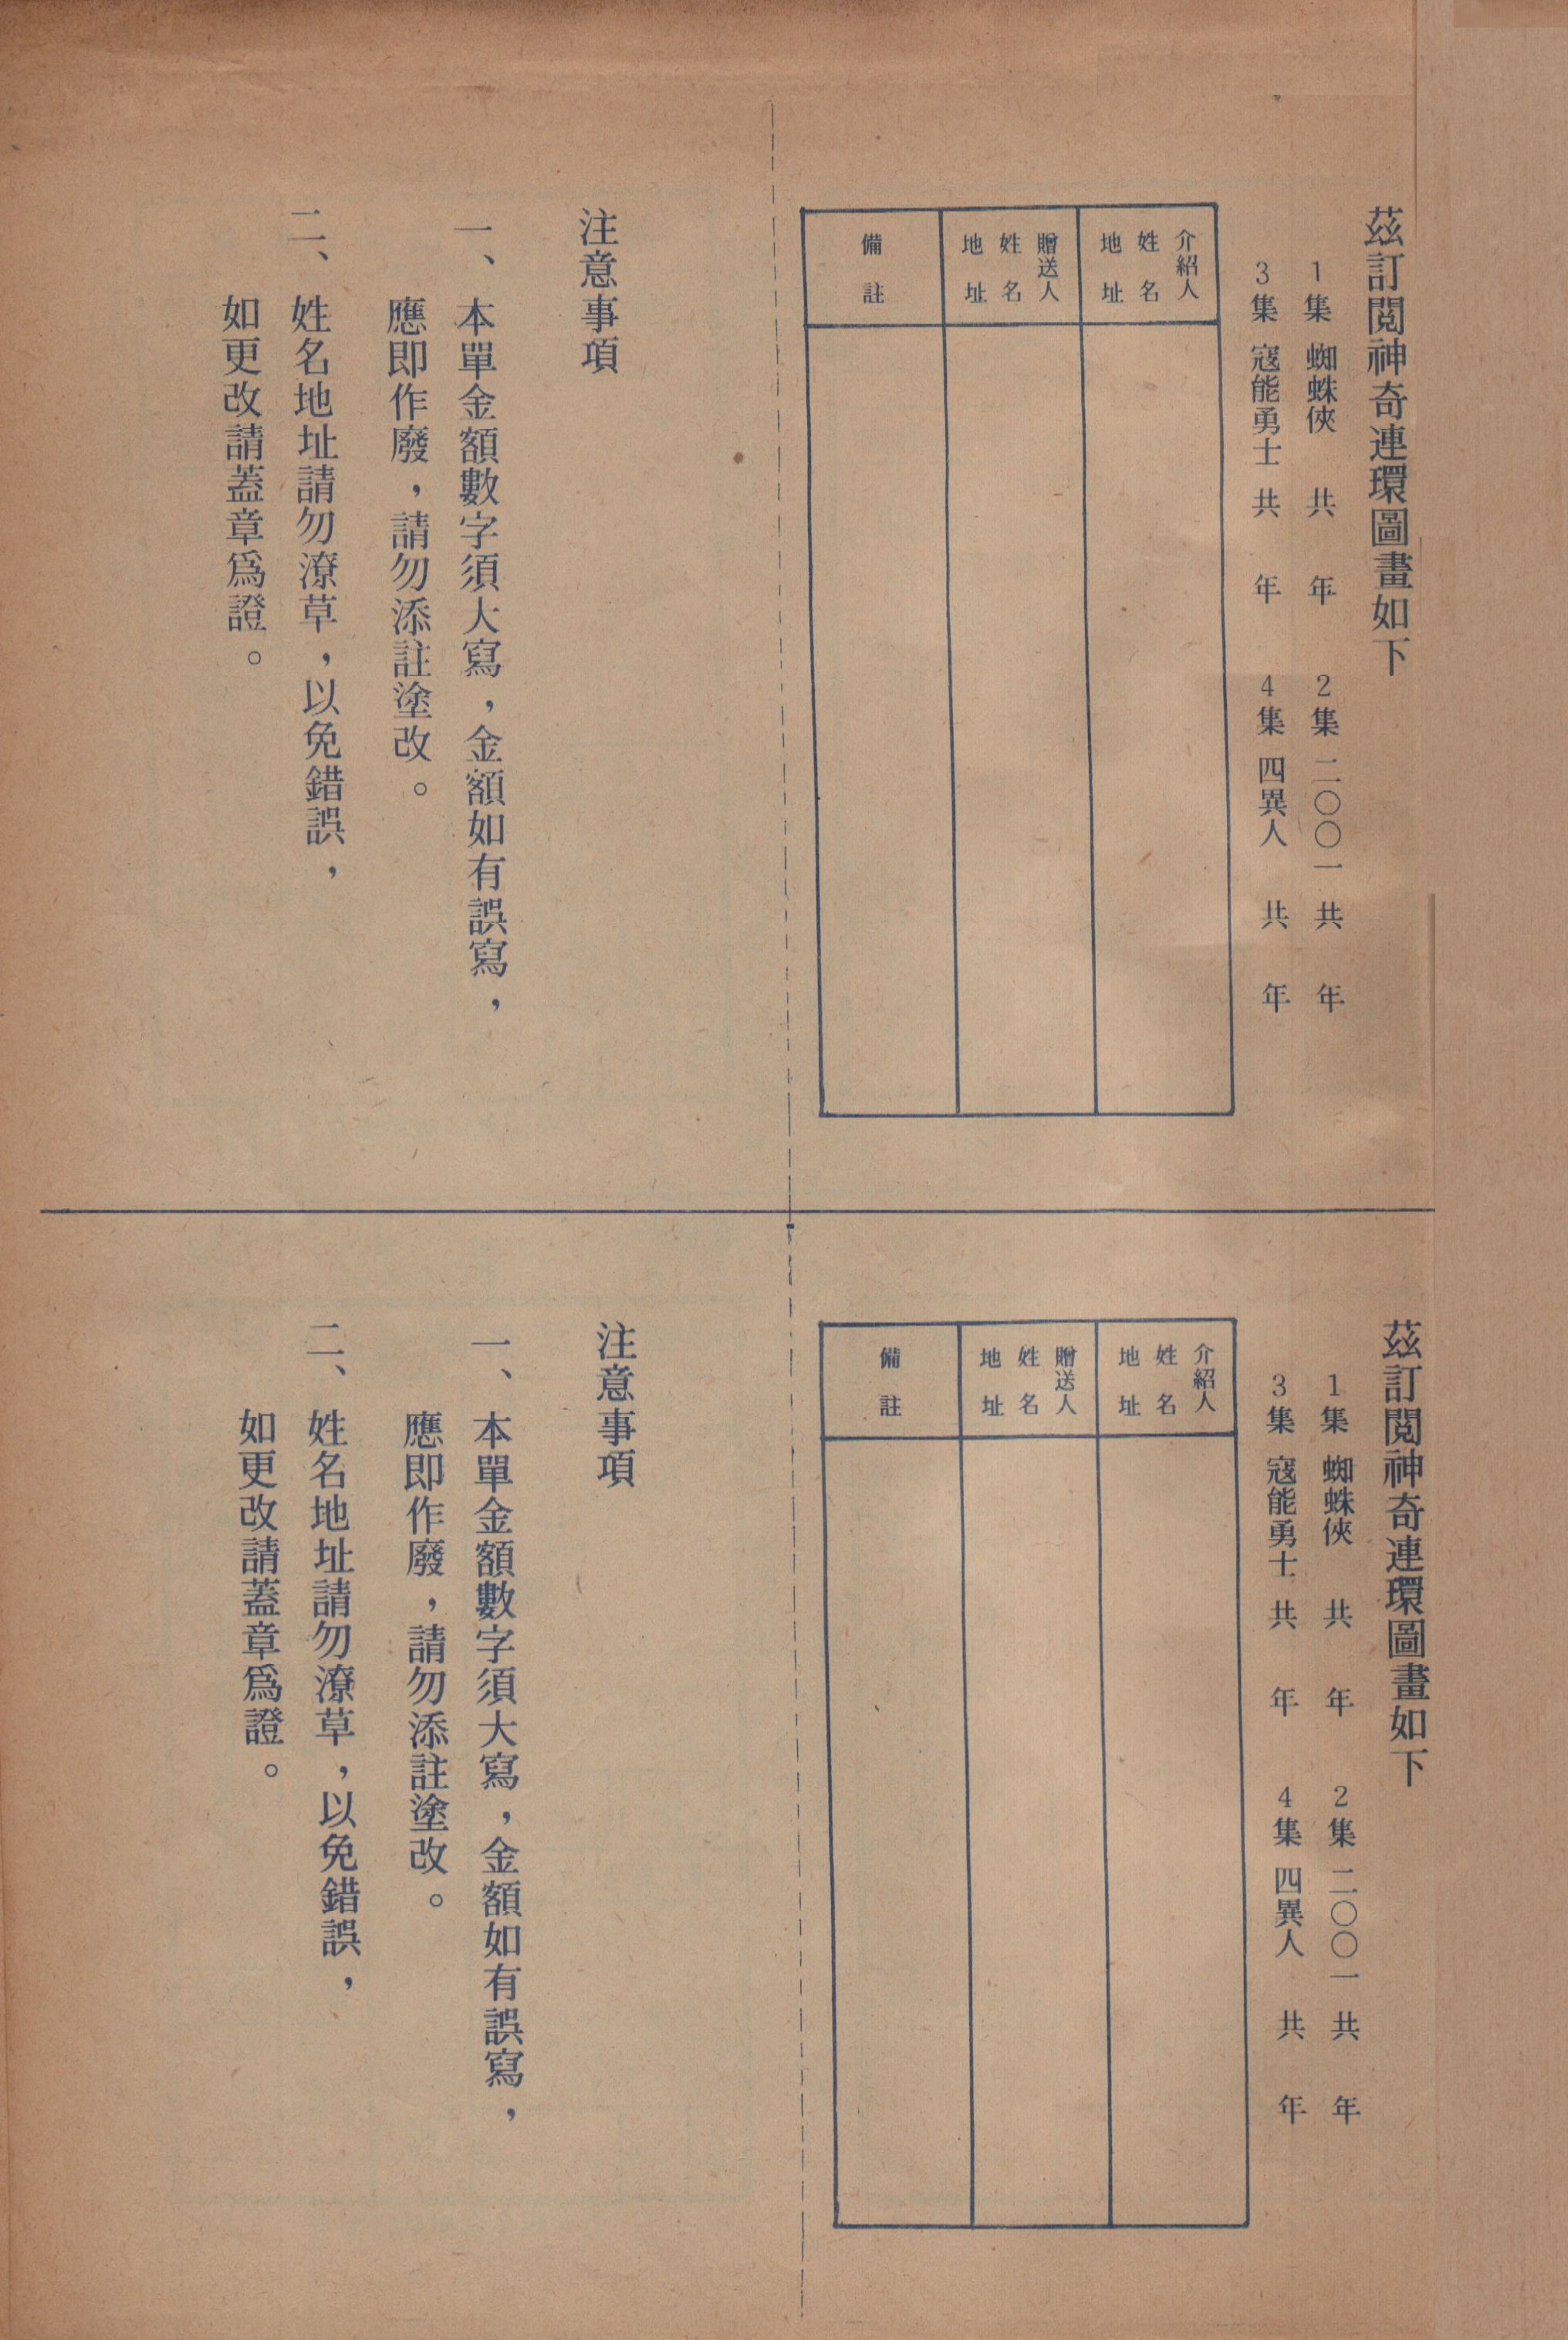 茲訂閱神奇連環圖畫如下
1集 蜘蛛俠 共 年 2集 二〇〇一 共 年
3集 寇能勇士 共 年 4集 四異人 共 年
介紹人
姓名
地址
贈送人
姓名
地址
備註
注意事項
一、本單金額數字須大寫，金額如有誤寫，
應即作廢，請勿添註塗改。
二、姓名地址請勿潦草，以免錯誤，
如更改請蓋章爲證。
茲訂閱神奇連環圖畫如下
1集 蜘蛛俠 共 年 2集 二〇〇一 共 年
3集 寇能勇士 共 年 4集 四異人 共 年
介紹人
姓名
地址
贈送人
姓名
地址
備註
注意事項
一、本單金額數字須大寫，金額如有誤寫，
應即作廢，請勿添註塗改。
二、姓名地址請勿潦草，以免錯誤，
如更改請蓋章爲證。